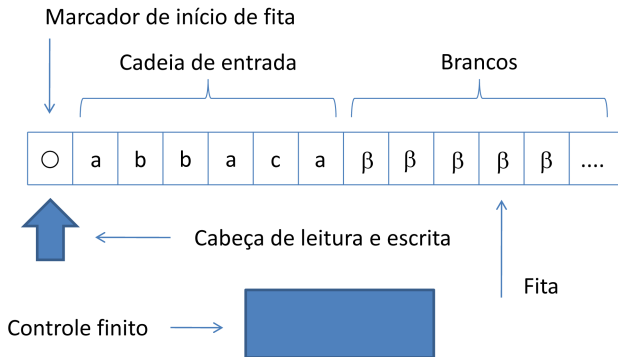 Marcador de início de fita
Cadeia de entrada
Brancos
○ a b b a c a β β β β β ....
Cabeça de leitura e escrita
Fita
Controle finito